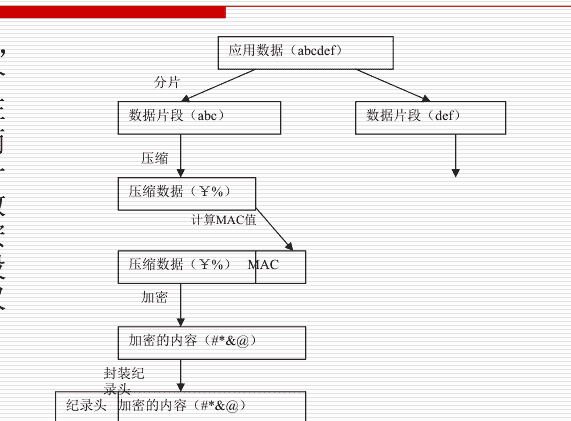 应用数据（abcdef）
分片
数据片段（abc）
数据片段（def）
压缩
压缩数据（￥%）
计算MAC值
压缩数据（￥%） MAC
加密
加密的内容（#*&@）
封装纪
录头
纪录头 加密的内容（#*&@）